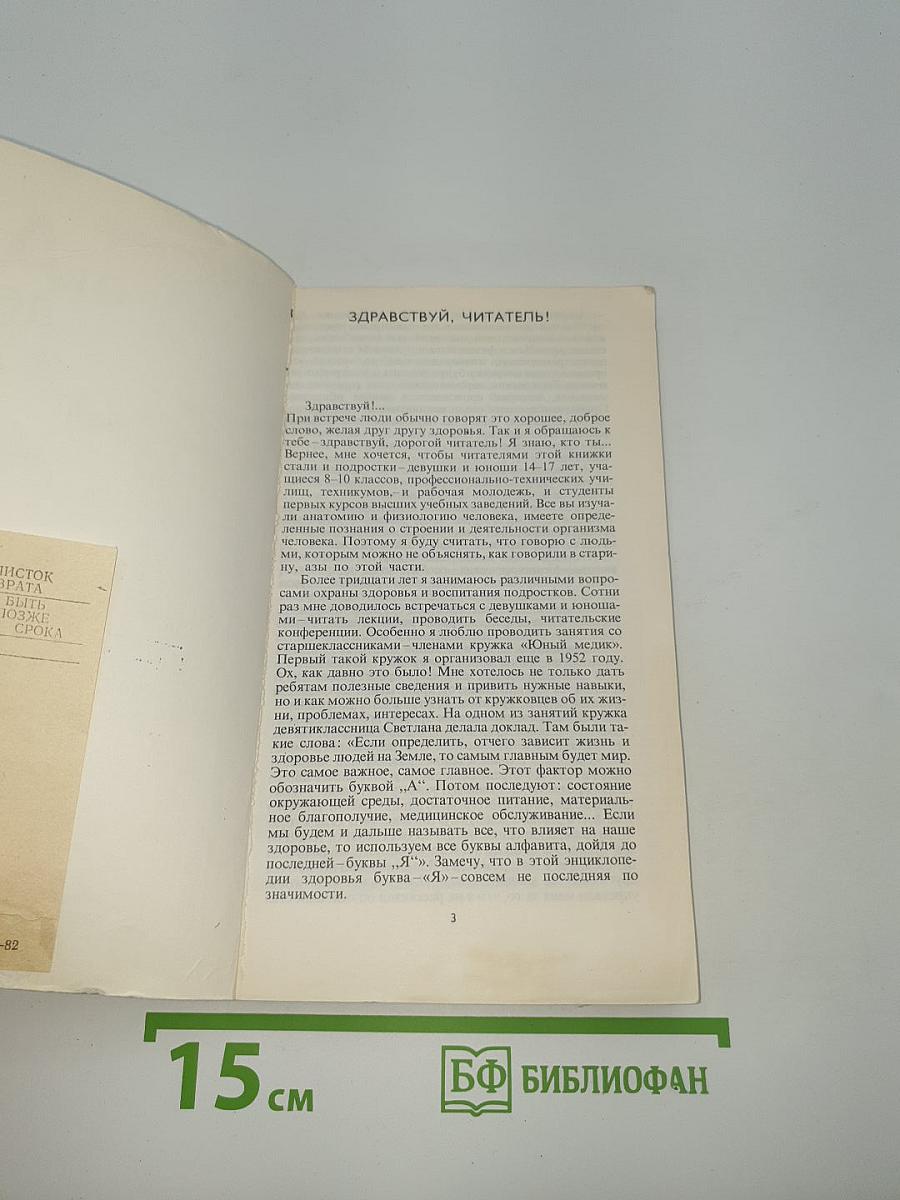 ЛИСТОК
ВРАТА
БЫТЬ
ПОЗЖЕ
СРОКА
-82
ЗДРАВСТВУЙ, ЧИТАТЕЛЬ!
Здравствуй!...
При встрече люди обычно говорят это хорошее, доброе
слово, желая друг другу здоровья. Так и я обращаюсь к
тебе – здравствуй, дорогой читатель! Я знаю, кто ты...
Вернее, мне хочется, чтобы читателями этой книжки
стали и подростки – девушки и юноши 14–17 лет, уча-
щиеся 8–10 классов, профессионально-технических учи-
лищ, техникумов,- и рабочая молодежь, и студенты
первых курсов высших учебных заведений. Все вы изуча-
ли анатомию и физиологию человека, имеете опреде-
ленные познания о строении и деятельности организма
человека. Поэтому я буду считать, что говорю с людь-
ми, которым можно не объяснять, как говорили в стари-
ну, азы по этой части.
Более тридцати лет я занимаюсь различными вопро-
сами охраны здоровья и воспитания подростков. Сотни
раз мне доводилось встречаться с девушками и юноша-
ми – читать лекции, проводить беседы, читательские
конференции. Особенно я люблю проводить занятия со
старшеклассниками – членами кружка «Юный медик».
Первый такой кружок я организовал еще в 1952 году.
Ох, как давно это было! Мне хотелось не только дать
ребятам полезные сведения и привить нужные навыки,
но и как можно больше узнать от кружковцев об их жиз-
ни, проблемах, интересах. На одном из занятий кружка
девятиклассница Светлана делала доклад. Там были та-
кие слова: «Если определить, отчего зависит жизнь и
здоровье людей на Земле, то самым главным будет мир.
Это самое важное, самое главное. Этот фактор можно
обозначить буквой „А“. Потом последуют: состояние
окружающей среды, достаточное питание, материаль-
ное благополучие, медицинское обслуживание... Если
мы будем и дальше называть все, что влияет на наше
здоровье, то используем все буквы алфавита, дойдя до
последней – буквы „Я“». Замечу, что в этой энциклопе-
дии здоровья буква – «Я» – совсем не последняя по
значимости.
3
15 см
БФ БИБЛИОФАН